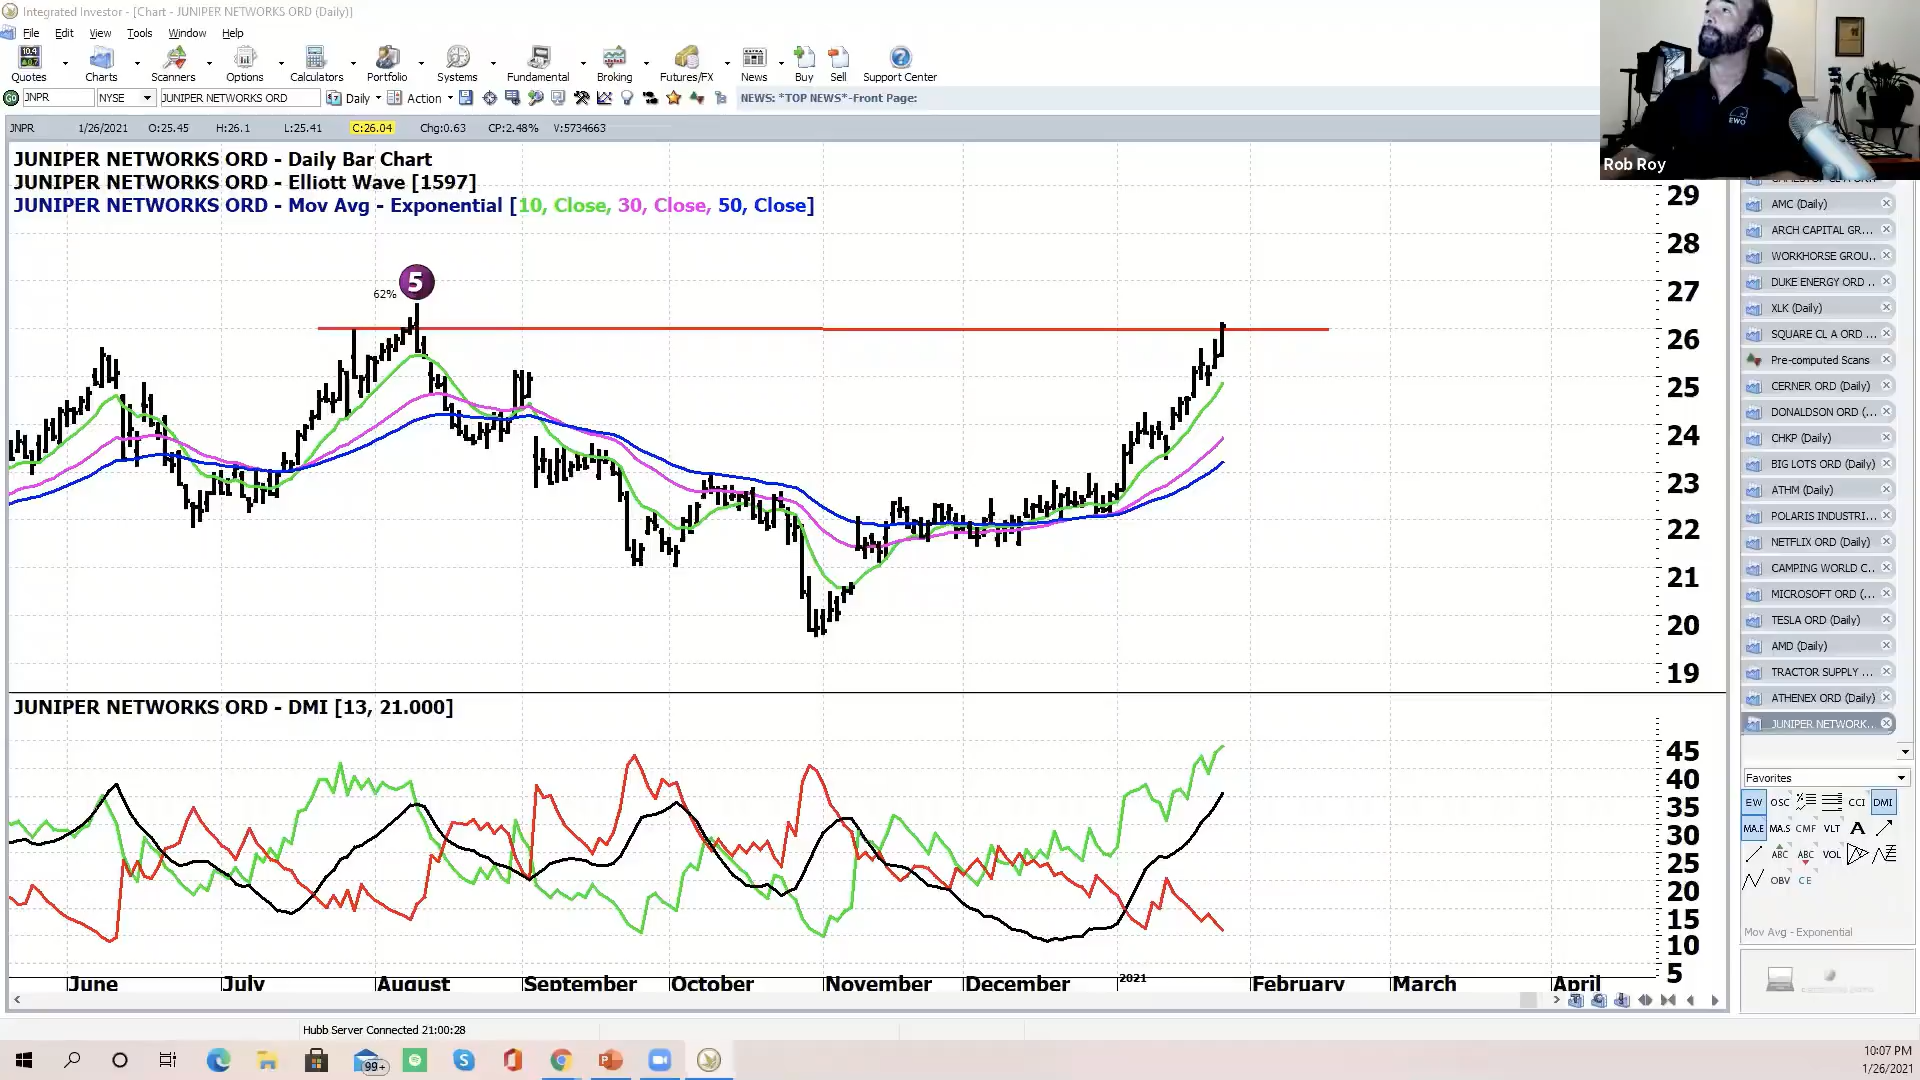 Integrated Investor - [Chart - JUNIPER NETWORKS ORD (Daily)]
File Edit View Tools Window Help
Quotes Charts Scanners Options Calculators Portfolio Systems Fundamental Broking Futures/FX News Buy Sell Support Center
JNPR NYSE JUNIPER NETWORKS ORD Daily Action NEWS: *TOP NEWS*-Front Page:
JNPR 1/26/2021 O:25.45 H:26.1 L:25.41 C:26.04 Chg:0.63 CP:2.48% V:5734663
EWO
Rob Roy
JUNIPER NETWORKS ORD - Daily Bar Chart
JUNIPER NETWORKS ORD - Elliott Wave [1597]
JUNIPER NETWORKS ORD - Mov Avg - Exponential [10, Close, 30, Close, 50, Close]
62%
5
29
28
27
26
25
24
23
22
21
20
19
JUNIPER NETWORKS ORD - DMI [13, 21.000]
45
40
35
30
25
20
15
10
5
June July August September October November December 2021 February March April
AMC (Daily)
ARCH CAPITAL GR...
WORKHORSE GROU..
DUKE ENERGY ORD ..
XLK (Daily)
SQUARE CL A ORD ...
Pre-computed Scans
CERNER ORD (Daily)
DONALDSON ORD (...
CHKP (Daily)
BIG LOTS ORD (Daily)
ATHM (Daily)
POLARIS INDUSTRI...
NETFLIX ORD (Daily)
CAMPING WORLD C..
MICROSOFT ORD (...
TESLA ORD (Daily)
AMD (Daily)
TRACTOR SUPPLY ...
ATHENEX ORD (Daily)
JUNIPER NETWORK..
Favorites
EW OSC CCI DMI
MA.E MA.S CMF VLT A
ABC ABC VOL
OBV CE
Mov Avg - Exponential
Hubb Server Connected 21:00:28
99+
10:07 PM
1/26/2021